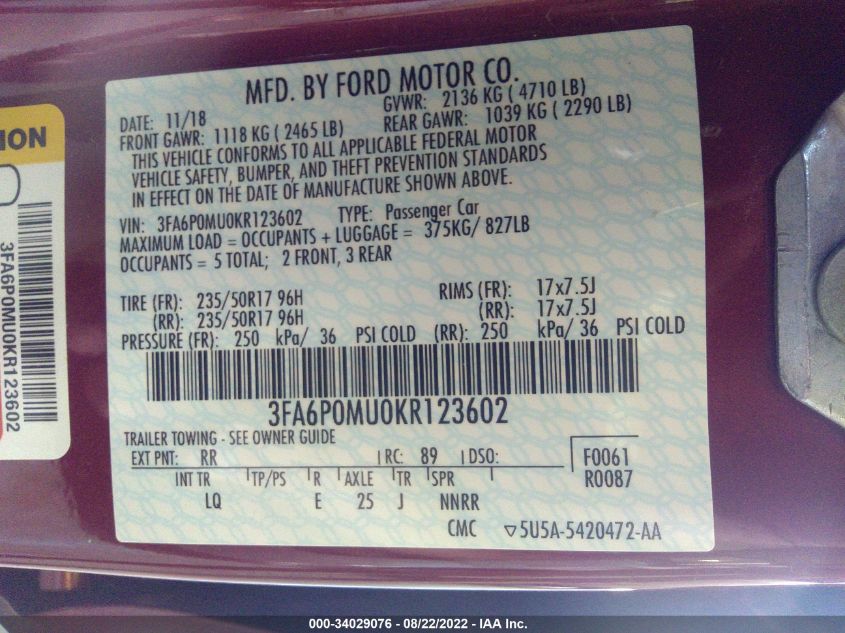 MFD. BY FORD MOTOR CO.
DATE: 11/18
GVWR: 2136 KG ( 4710 LB)
FRONT GAWR: 1118 KG ( 2465 LB)
REAR GAWR: 1039 KG ( 2290 LB)
THIS VEHICLE CONFORMS TO ALL APPLICABLE FEDERAL MOTOR
VEHICLE SAFETY, BUMPER, AND THEFT PREVENTION STANDARDS
IN EFFECT ON THE DATE OF MANUFACTURE SHOWN ABOVE.
VIN: 3FA6P0MU0KR123602 TYPE: Passenger Car
MAXIMUM LOAD = OCCUPANTS + LUGGAGE = 375KG/ 827LB
OCCUPANTS = 5 TOTAL; 2 FRONT, 3 REAR
TIRE (FR): 235/50R17 96H RIMS (FR): 17x7.5J
(RR): 235/50R17 96H (RR): 17x7.5J
PRESSURE (FR): 250 kPa/ 36 PSI COLD (RR): 250 kPa/ 36 PSI COLD
3FA6P0MU0KR123602
TRAILER TOWING - SEE OWNER GUIDE
EXT PNT: RR RC: 89 DSO: F0061
R0087
INT TR TP/PS R AXLE TR SPR
LQ E 25 J NNRR
CMC ▽5U5A-5420472-AA
ION
3FA6P0MU0KR123602
000-34029076 - 08/22/2022 - IAA Inc.